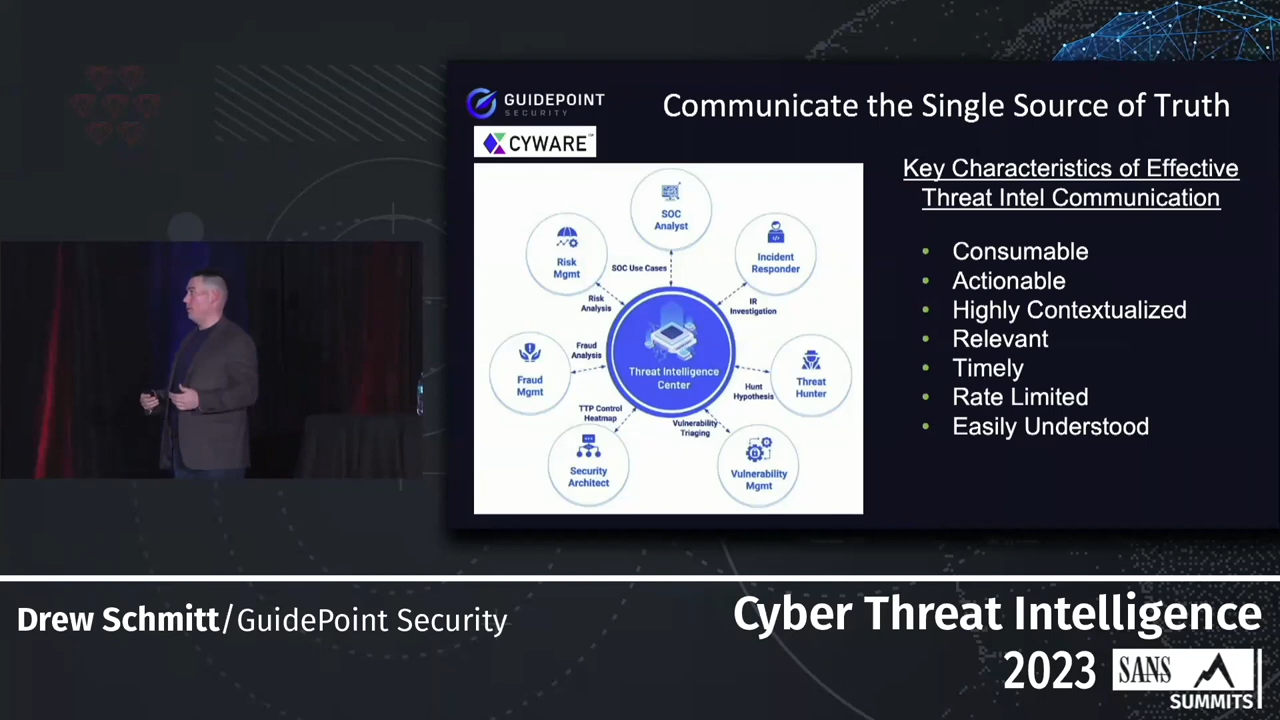 GUIDEPOINT
SECURITY
CYWARE
Communicate the Single Source of Truth
Key Characteristics of Effective
Threat Intel Communication
• Consumable
• Actionable
• Highly Contextualized
• Relevant
• Timely
• Rate Limited
• Easily Understood
SOC
Analyst
Risk
Mgmt
Incident
Responder
SOC Use Cases
Risk
Analysis
IR
Investigation
Fraud
Analysis
Threat Intelligence
Center
Fraud
Mgmt
Hunt
Hypothesis
Threat
Hunter
TTP Control
Heatmap
Vulnerability
Triaging
Security
Architect
Vulnerability
Mgmt
Drew Schmitt/GuidePoint Security
Cyber Threat Intelligence
2023
SANS
SUMMITS